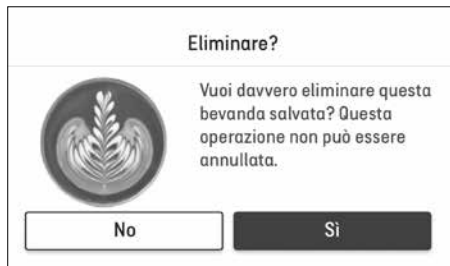 Eliminare?
Vuoi davvero eliminare questa
bevanda salvata? Questa
operazione non può essere
annullata.
No
Sì